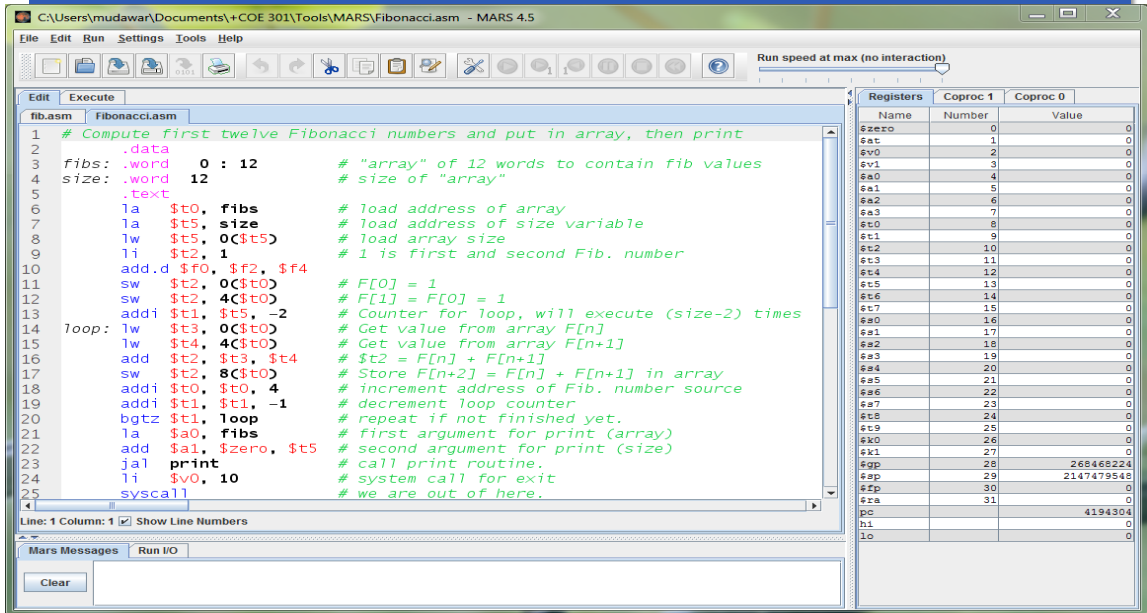 C:\Users\mudawar\Documents\+COE 301\Tools\MARS\Fibonacci.asm - MARS 4.5
File Edit Run Settings Tools Help
Run speed at max (no interaction)
Edit Execute
fib.asm Fibonacci.asm
1 # Compute first twelve Fibonacci numbers and put in array, then print
2 .data
3 fibs: .word 0 : 12 # "array" of 12 words to contain fib values
4 size: .word 12 # size of "array"
5 .text
6 la $t0, fibs # load address of array
7 la $t5, size # load address of size variable
8 lw $t5, 0($t5) # load array size
9 li $t2, 1 # 1 is first and second Fib. number
10 add.d $f0, $f2, $f4
11 sw $t2, 0($t0) # F[0] = 1
12 sw $t2, 4($t0) # F[1] = F[0] = 1
13 addi $t1, $t5, -2 # Counter for loop, will execute (size-2) times
14 loop: lw $t3, 0($t0) # Get value from array F[n]
15 lw $t4, 4($t0) # Get value from array F[n+1]
16 add $t2, $t3, $t4 # $t2 = F[n] + F[n+1]
17 sw $t2, 8($t0) # Store F[n+2] = F[n] + F[n+1] in array
18 addi $t0, $t0, 4 # increment address of Fib. number source
19 addi $t1, $t1, -1 # decrement loop counter
20 bgtz $t1, loop # repeat if not finished yet.
21 la $a0, fibs # first argument for print (array)
22 add $a1, $zero, $t5 # second argument for print (size)
23 jal print # call print routine.
24 li $v0, 10 # system call for exit
25 syscall # we are out of here.
Line: 1 Column: 1 Show Line Numbers
Mars Messages Run I/O
Clear
Registers Coproc 1 Coproc 0
Name Number Value
$zero 0 0
$at 1 0
$v0 2 0
$v1 3 0
$a0 4 0
$a1 5 0
$a2 6 0
$a3 7 0
$t0 8 0
$t1 9 0
$t2 10 0
$t3 11 0
$t4 12 0
$t5 13 0
$t6 14 0
$t7 15 0
$s0 16 0
$s1 17 0
$s2 18 0
$s3 19 0
$s4 20 0
$s5 21 0
$s6 22 0
$s7 23 0
$t8 24 0
$t9 25 0
$k0 26 0
$k1 27 0
$gp 28 268468224
$sp 29 2147479548
$fp 30 0
$ra 31 0
pc 4194304
hi 0
lo 0